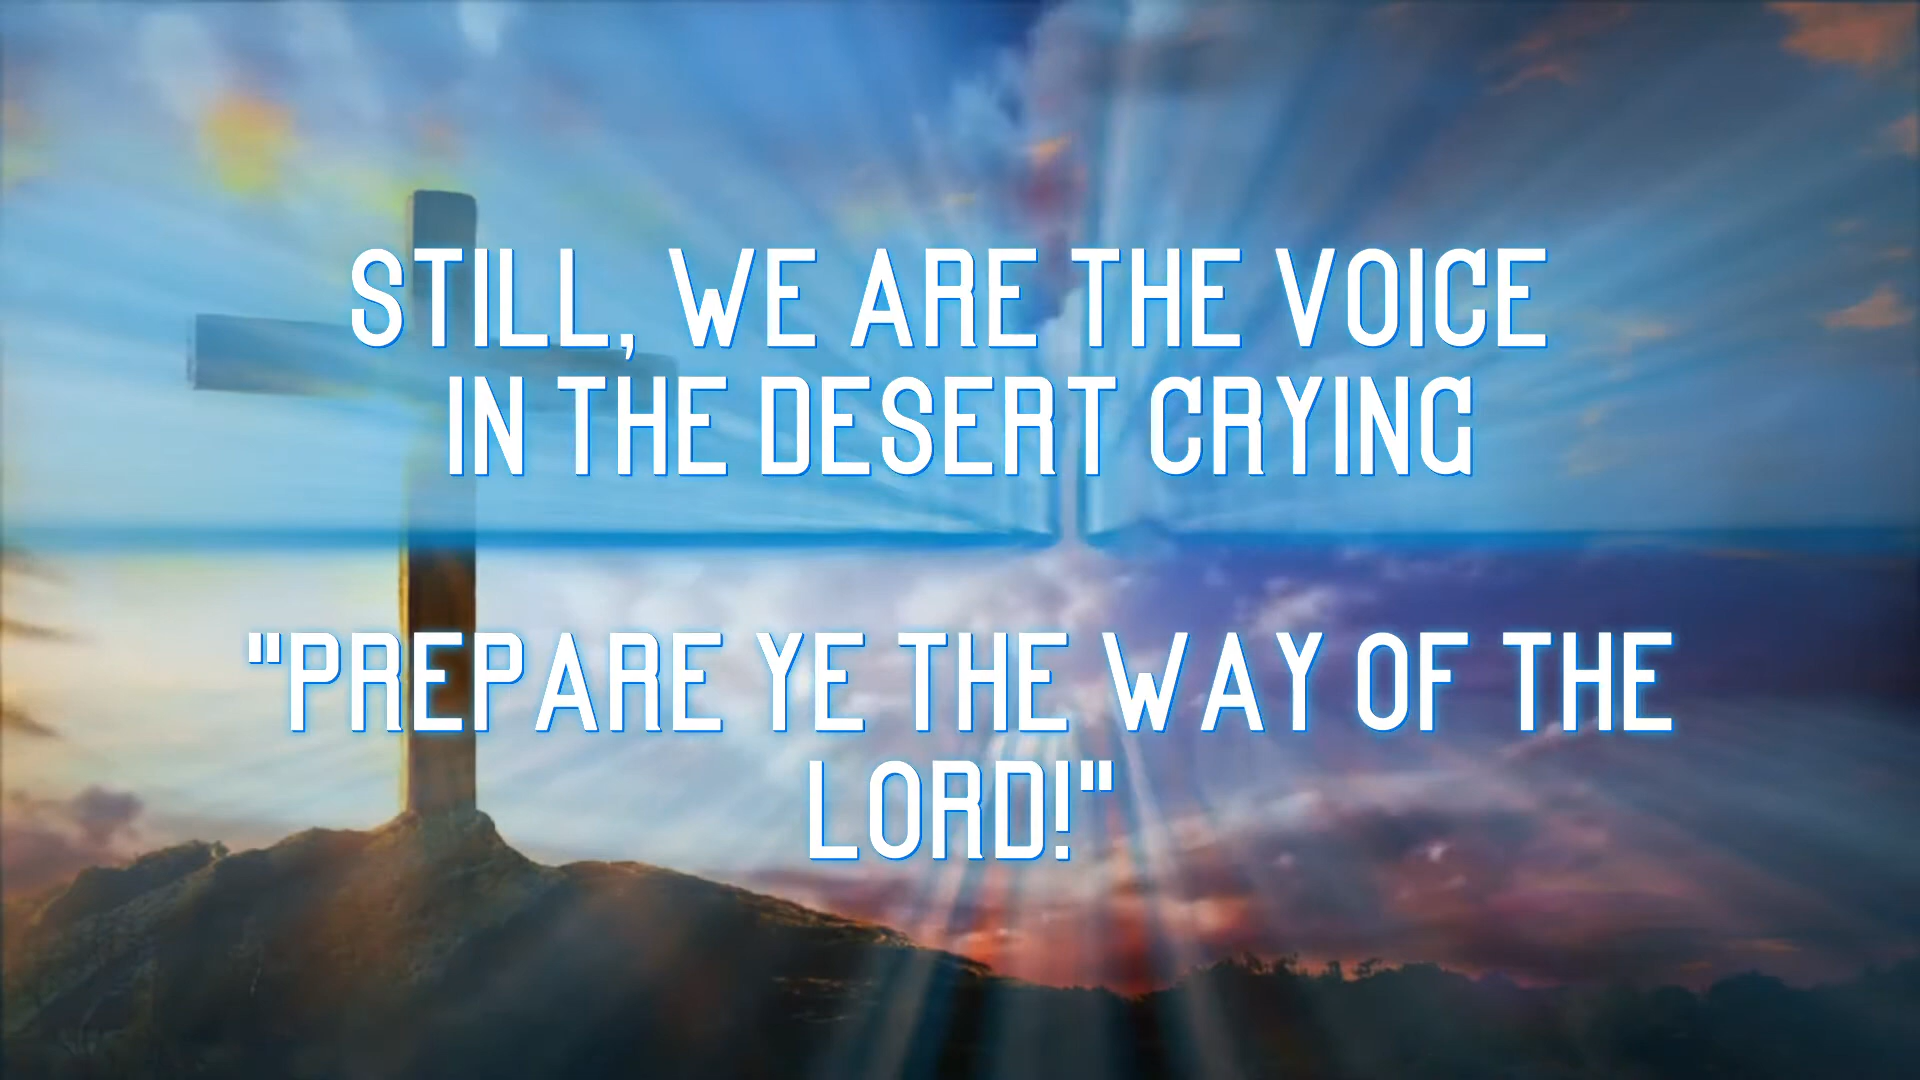 STILL, WE ARE THE VOICE
IN THE DESERT CRYING
"PREPARE YE THE WAY OF THE
LORD!"